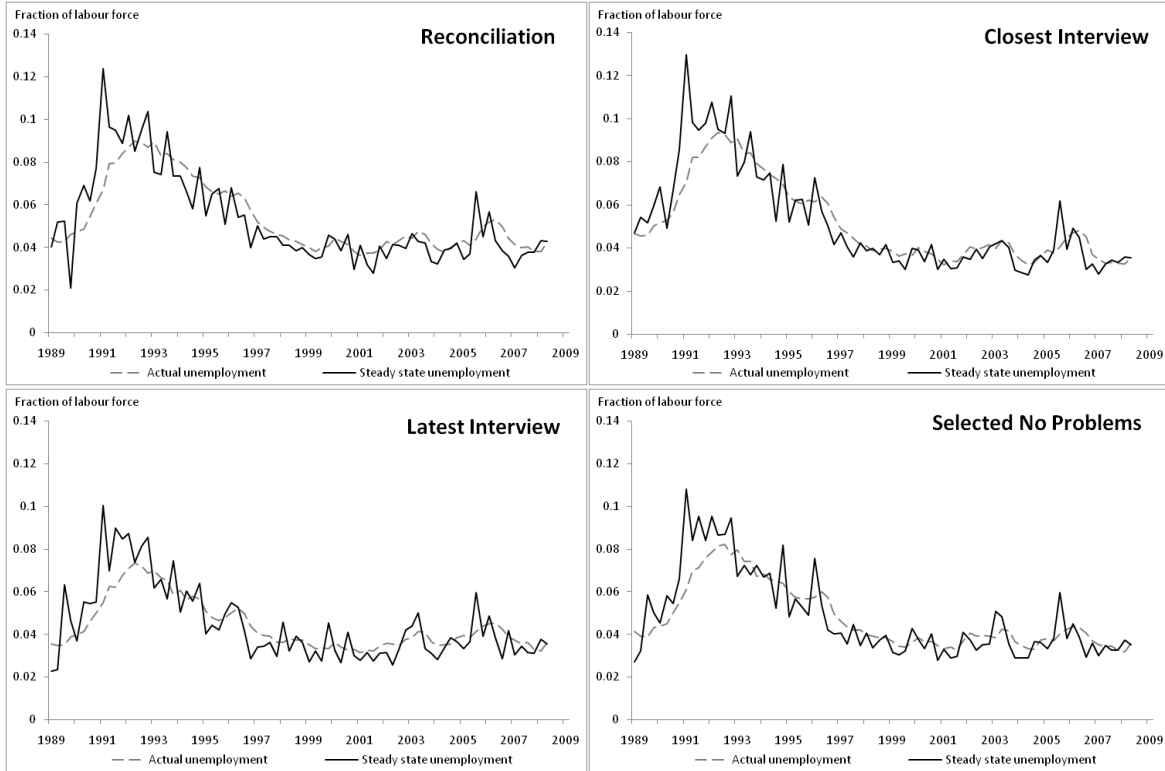 Fraction of labour force
Reconciliation
0.14
0.12
0.1
0.08
0.06
0.04
0.02
0
1989 1991 1993 1995 1997 1999 2001 2003 2005 2007 2009
Actual unemployment Steady state unemployment
Fraction of labour force
Closest Interview
0.14
0.12
0.1
0.08
0.06
0.04
0.02
0
1989 1991 1993 1995 1997 1999 2001 2003 2005 2007 2009
Actual unemployment Steady state unemployment
Fraction of labour force
Latest Interview
0.14
0.12
0.1
0.08
0.06
0.04
0.02
0
1989 1991 1993 1995 1997 1999 2001 2003 2005 2007 2009
Actual unemployment Steady state unemployment
Fraction of labour force
Selected No Problems
0.14
0.12
0.1
0.08
0.06
0.04
0.02
0
1989 1991 1993 1995 1997 1999 2001 2003 2005 2007 2009
Actual unemployment Steady state unemployment